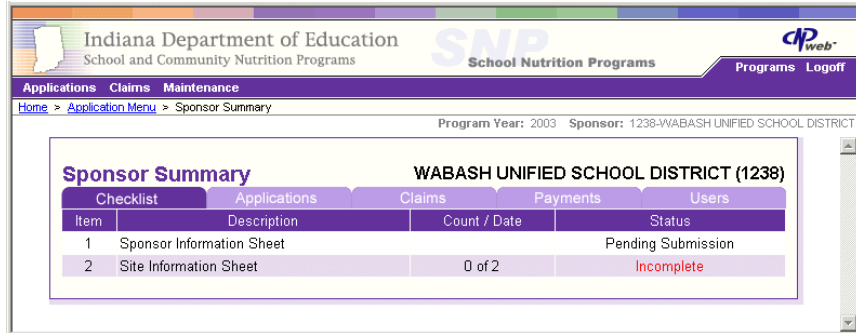 Indiana Department of Education
School and Community Nutrition Programs
SNP
School Nutrition Programs
CNPweb
Programs Logoff
Applications Claims Maintenance
Home > Application Menu > Sponsor Summary
Program Year: 2003 Sponsor: 1238-WABASH UNIFIED SCHOOL DISTRICT
Sponsor Summary WABASH UNIFIED SCHOOL DISTRICT (1238)
Checklist Applications Claims Payments Users
Item Description Count / Date Status
1 Sponsor Information Sheet Pending Submission
2 Site Information Sheet 0 of 2 Incomplete